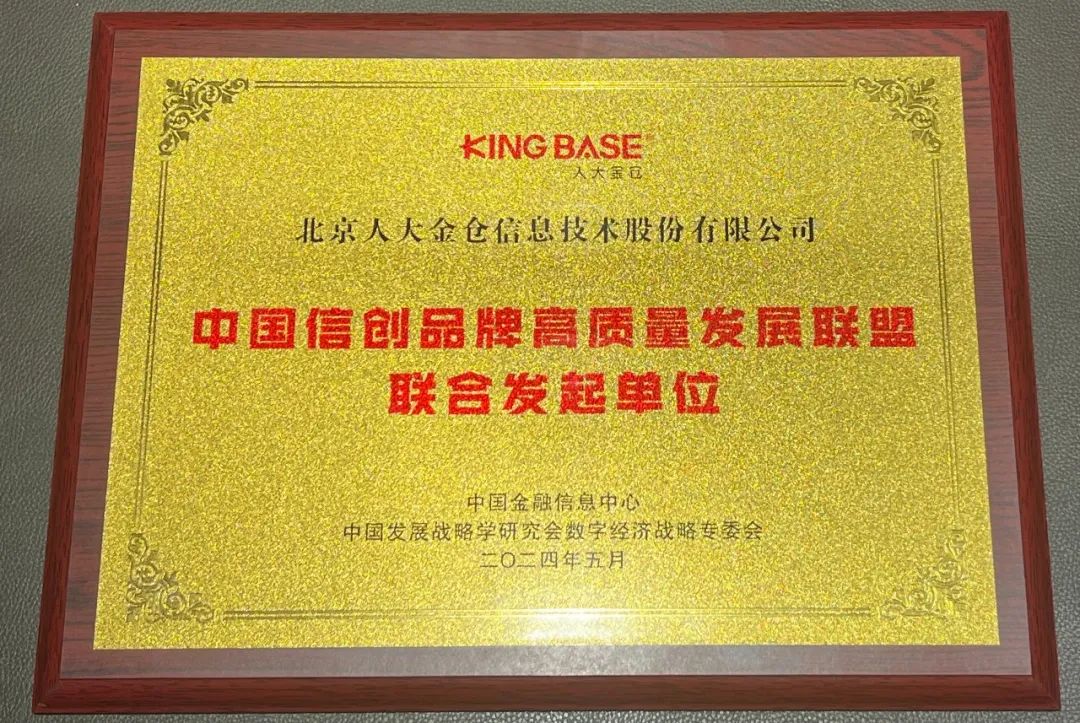 KINGBASE
人大金仓
北京人大金仓信息技术股份有限公司
中国信创品牌高质量发展联盟
联合发起单位
中国金融信息中心
中国发展战略学研究会数字经济战略专委会
二〇二四年五月